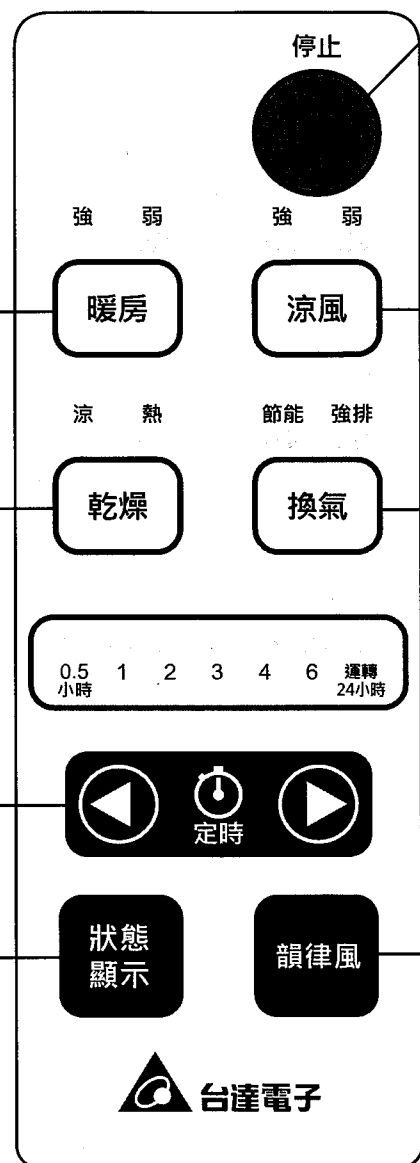 停止
強 弱 強 弱
暖房 涼風
涼 熱 節能 強排
乾燥 換氣
0.5 1 2 3 4 6 運轉
小時 24小時
定時
狀態 韻律風
顯示
台達電子